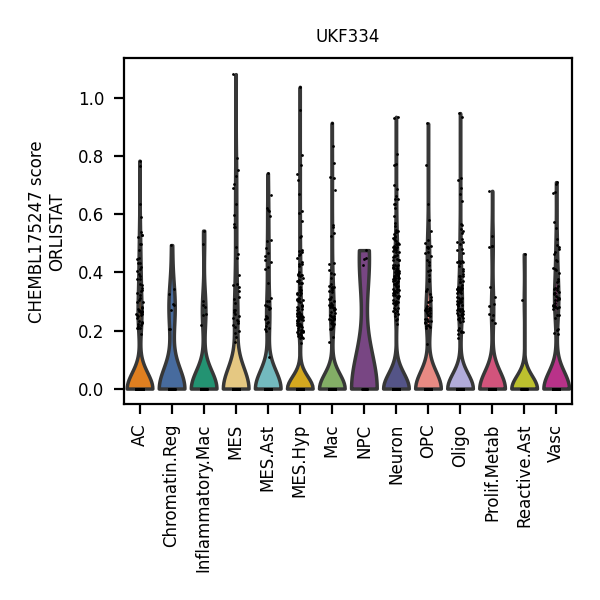 UKF334
CHEMBL175247 score
ORLISTAT
1.0
0.8
0.6
0.4
0.2
0.0
AC
Chromatin.Reg
Inflammatory.Mac
MES
MES.Ast
MES.Hyp
Mac
NPC
Neuron
OPC
Oligo
Prolif.Metab
Reactive.Ast
Vasc